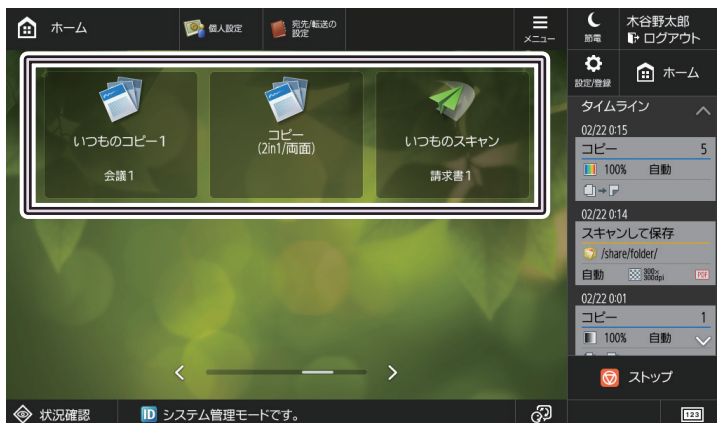 ホーム
個人設定
宛先/転送の
設定
メニュー
節電
木谷野太郎
ログアウト
設定/登録
ホーム
いつものコピー1
会議1
コピー
(2in1/両面)
いつものスキャン
請求書1
タイムライン
02/22 0:15
コピー 5
100% 自動
02/22 0:14
スキャンして保存
/share/folder/
自動 300×
300dpi PDF
02/22 0:01
コピー 1
100% 自動
ストップ
状況確認
ID システム管理モードです。
123